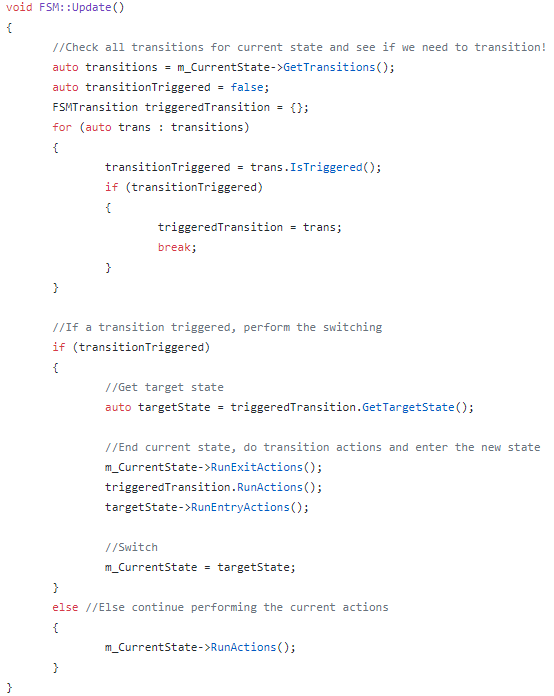 void FSM::Update()
{
        //Check all transitions for current state and see if we need to transition!
        auto transitions = m_CurrentState->GetTransitions();
        auto transitionTriggered = false;
        FSMTransition triggeredTransition = {};
        for (auto trans : transitions)
        {
                transitionTriggered = trans.IsTriggered();
                if (transitionTriggered)
                {
                        triggeredTransition = trans;
                        break;
                }
        }

        //If a transition triggered, perform the switching
        if (transitionTriggered)
        {
                //Get target state
                auto targetState = triggeredTransition.GetTargetState();

                //End current state, do transition actions and enter the new state
                m_CurrentState->RunExitActions();
                triggeredTransition.RunActions();
                targetState->RunEntryActions();

                //Switch
                m_CurrentState = targetState;
        }
        else //Else continue performing the current actions
        {
                m_CurrentState->RunActions();
        }
}